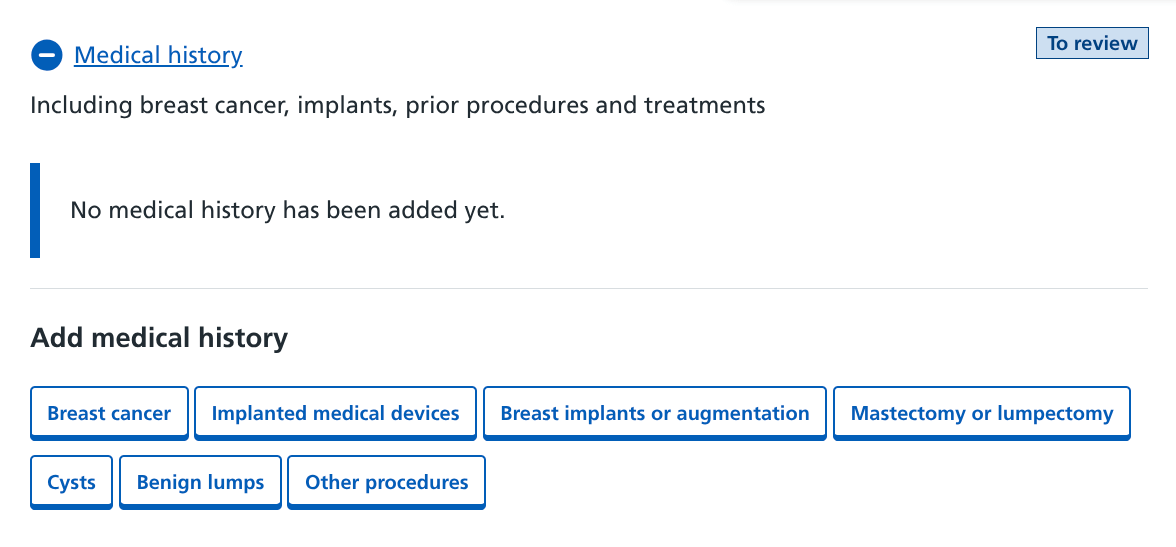 Medical history
To review
Including breast cancer, implants, prior procedures and treatments
No medical history has been added yet.
Add medical history
Breast cancer
Implanted medical devices
Breast implants or augmentation
Mastectomy or lumpectomy
Cysts
Benign lumps
Other procedures